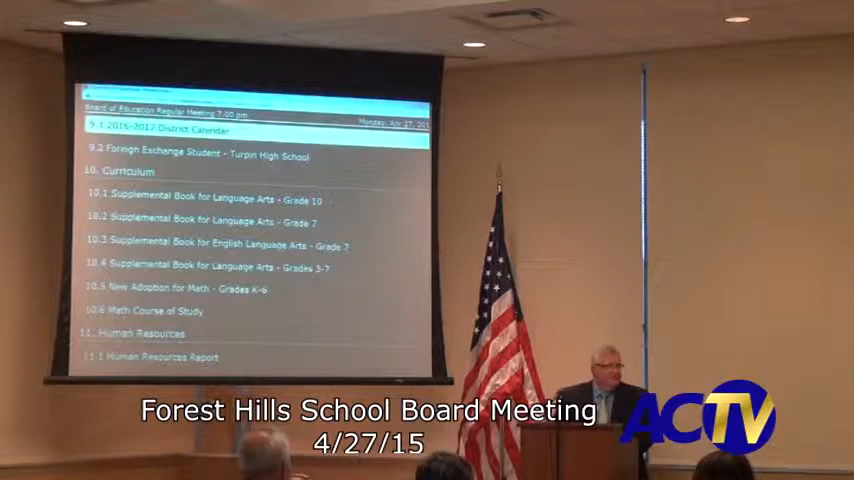 Board of Education Regular Meeting 7:00 pm
Monday, Apr 27, 201
9.1 2016-2017 District Calendar
9.2 Foreign Exchange Student - Turpin High School
10. Curriculum
10.1 Supplemental Book for Language Arts - Grade 10
10.2 Supplemental Book for Language Arts - Grade 7
10.3 Supplemental Book for English Language Arts - Grade 7
10.4 Supplemental Book for Language Arts - Grades 3-7
10.5 New Adoption for Math - Grades K-6
10.6 Math Course of Study
11. Human Resources
11.1 Human Resources Report
Forest Hills School Board Meeting
4/27/15
ACTV